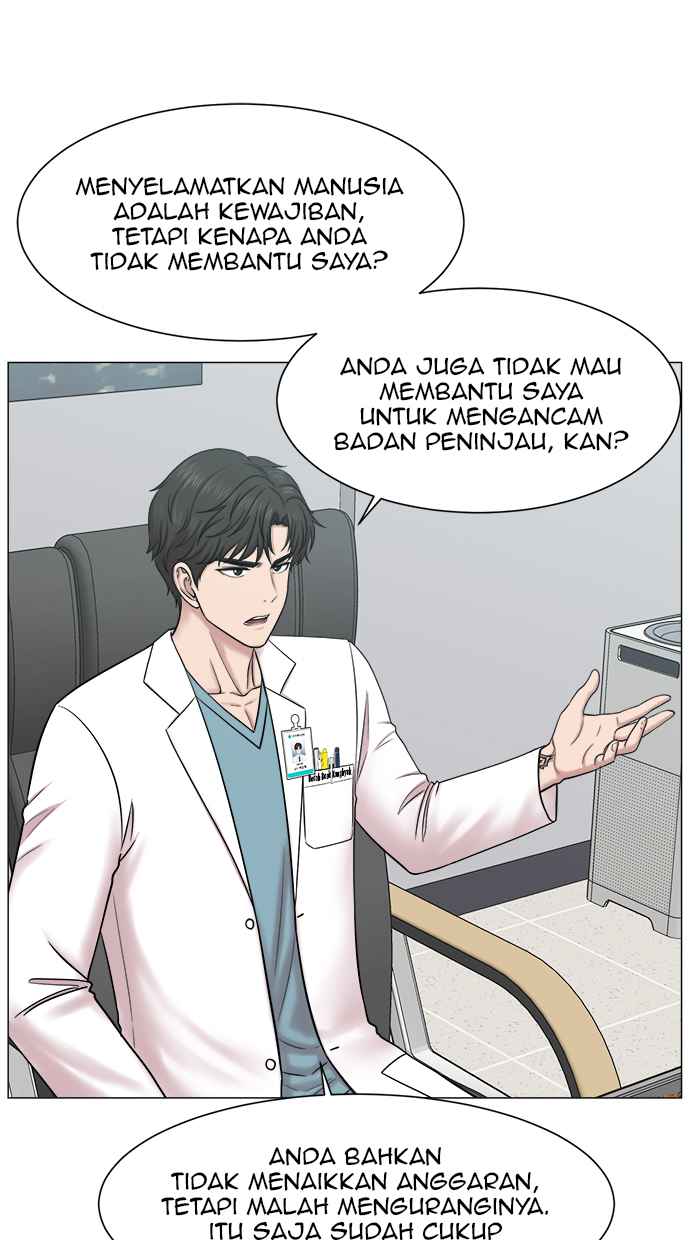 MENYELAMATKAN MANUSIA
ADALAH KEWAJIBAN,
TETAPI KENAPA ANDA
TIDAK MEMBANTU SAYA?
ANDA JUGA TIDAK MAU
MEMBANTU SAYA
UNTUK MENGANCAM
BADAN PENINJAU, KAN?
ANDA BAHKAN
TIDAK MENAIKKAN ANGGARAN,
TETAPI MALAH MENGURANGINYA.
ITU SAJA SUDAH CUKUP